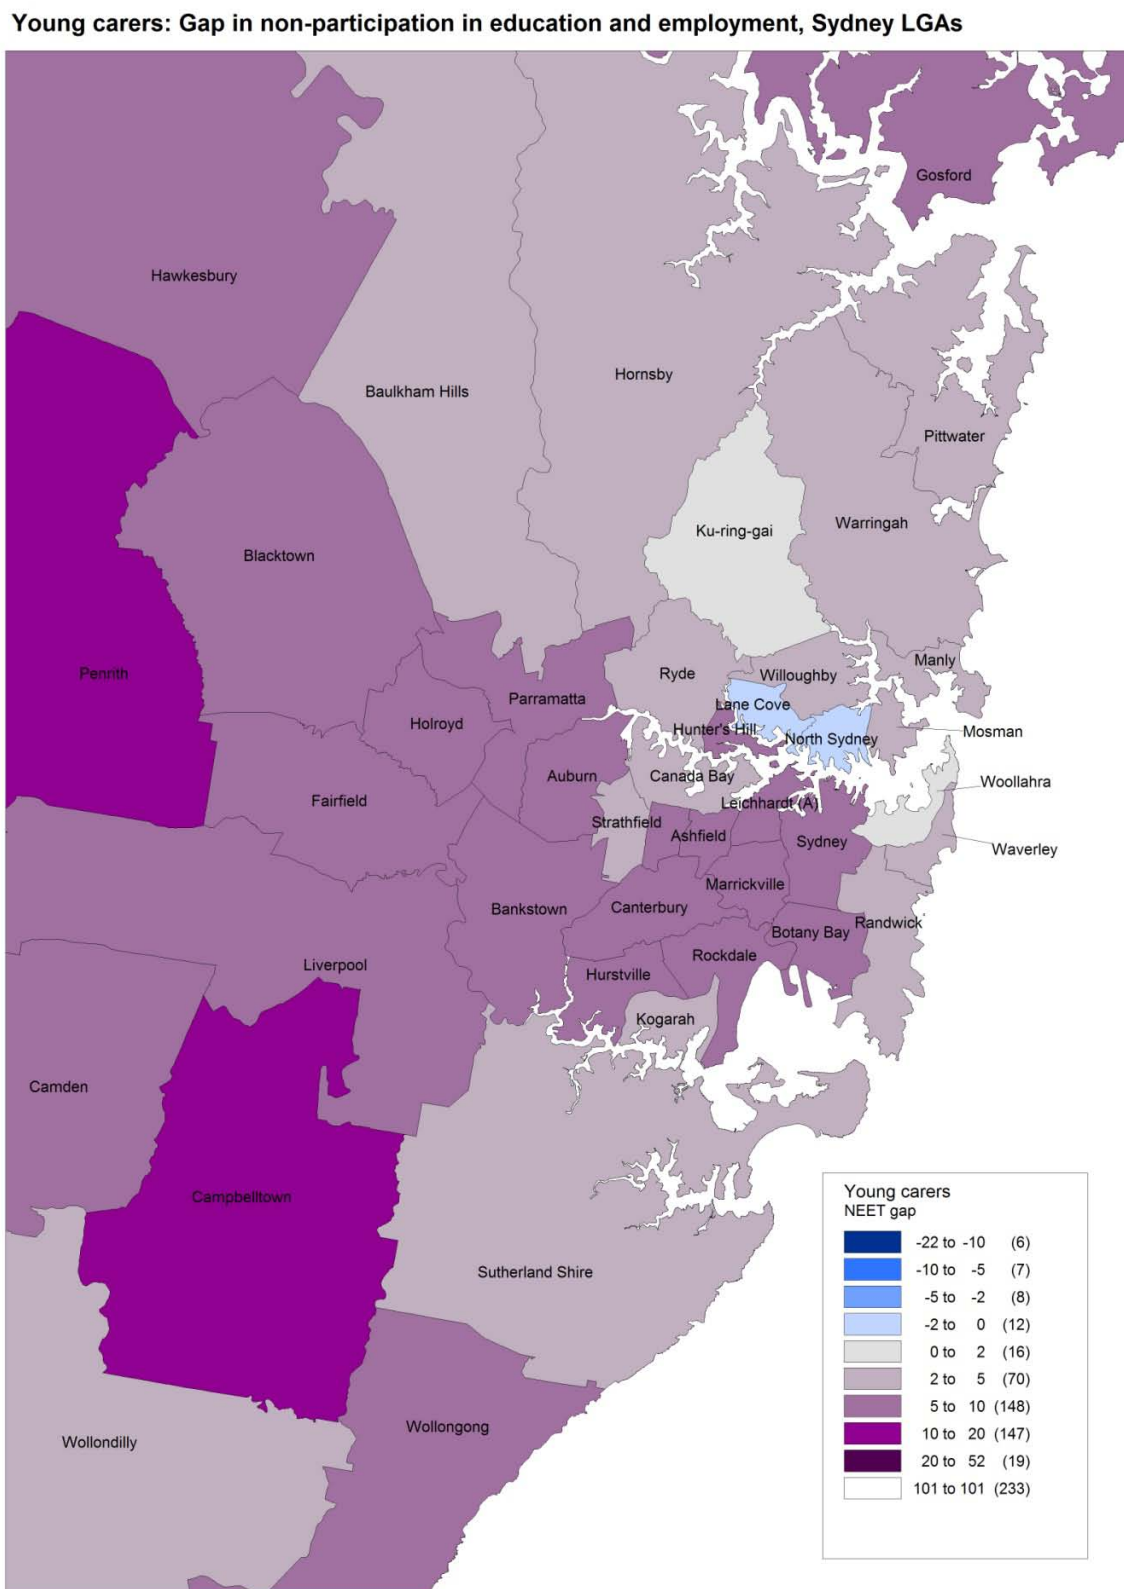 Young carers: Gap in non-participation in education and employment, Sydney LGAs
Gosford
Hawkesbury
Hornsby
Baulkham Hills
Pittwater
Warringah
Ku-ring-gai
Blacktown
Manly
Penrith
Ryde
Willoughby
Parramatta
Lane Cove
Holroyd
Hunter's Hill
North Sydney
Mosman
Auburn
Canada Bay
Woollahra
Fairfield
Leichhardt (A)
Strathfield
Ashfield
Sydney
Waverley
Marrickville
Bankstown
Canterbury
Randwick
Botany Bay
Rockdale
Liverpool
Hurstville
Kogarah
Camden
Campbelltown
Sutherland Shire
Wollongong
Wollondilly
Young carers
NEET gap
-22 to -10 (6)
-10 to -5 (7)
-5 to -2 (8)
-2 to 0 (12)
0 to 2 (16)
2 to 5 (70)
5 to 10 (148)
10 to 20 (147)
20 to 52 (19)
101 to 101 (233)